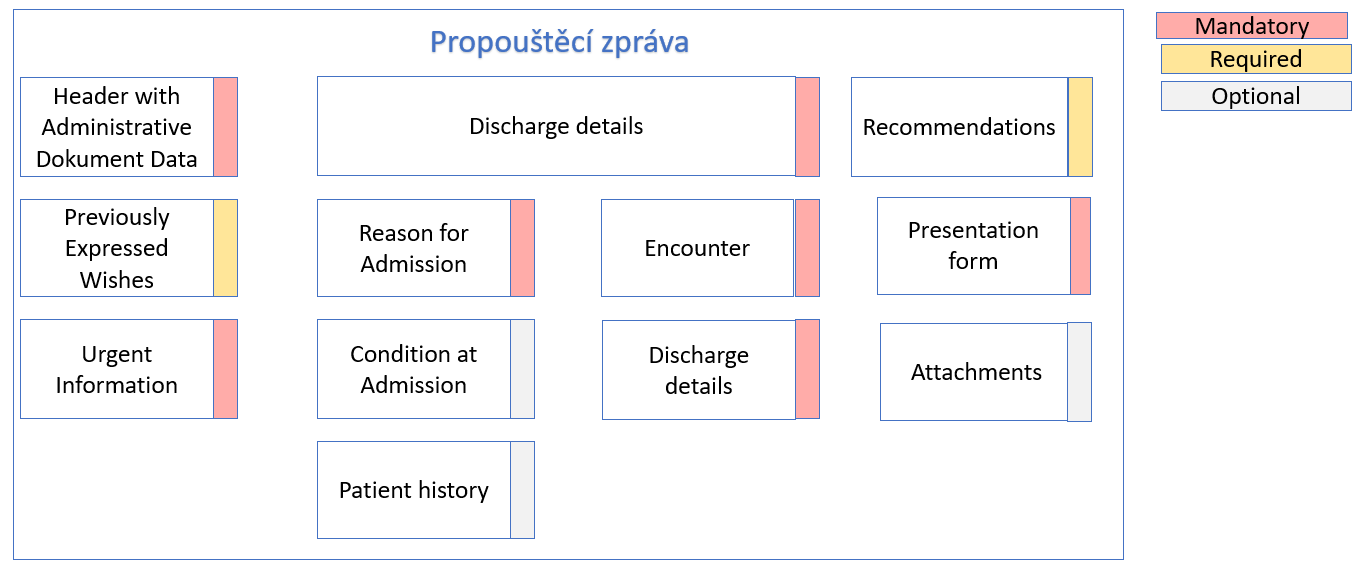 Propouštěcí zpráva
Mandatory
Required
Optional
Header with
Administrative
Dokument Data
Discharge details
Recommendations
Previously
Expressed
Wishes
Reason for
Admission
Encounter
Presentation
form
Urgent
Information
Condition at
Admission
Discharge
details
Attachments
Patient history